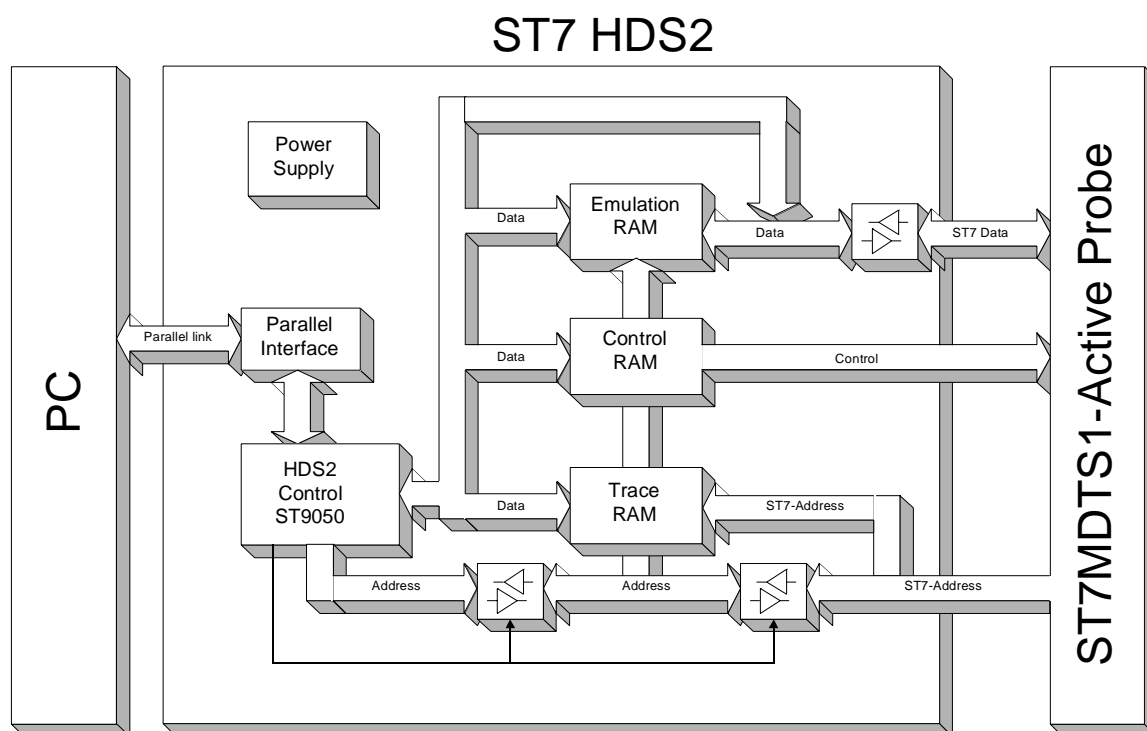 ST7 HDS2
PC
Power
Supply
Parallel link
Parallel
Interface
HDS2
Control
ST9050
Data
Emulation
RAM
Data
ST7 Data
Data
Control
RAM
Control
Data
Trace
RAM
ST7-Address
Address
Address
ST7-Address
ST7MDTS1-Active Probe